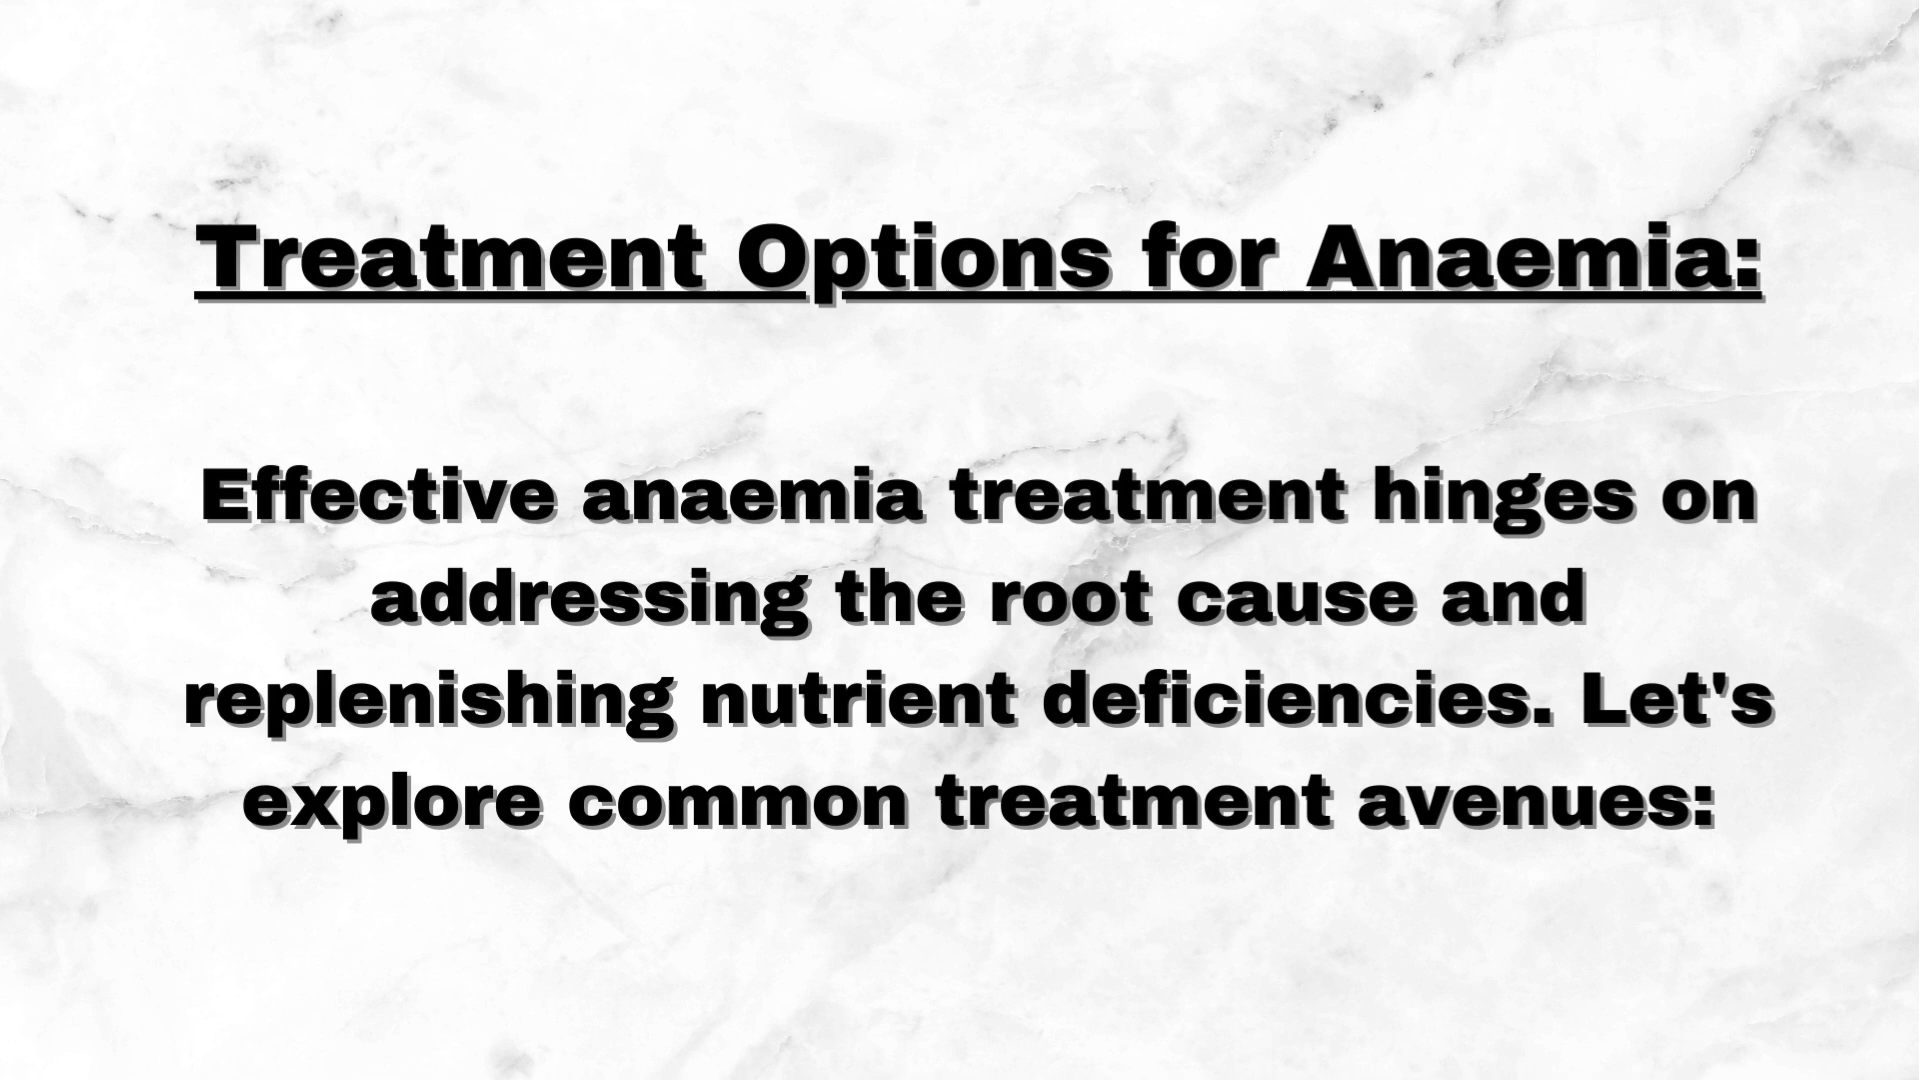 Treatment Options for Anaemia:
Effective anaemia treatment hinges on
addressing the root cause and
replenishing nutrient deficiencies. Let's
explore common treatment avenues: